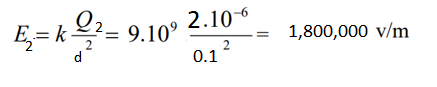 E₂ = k Q₂/d² = 9.10⁹ 2.10⁻⁶/0.1² = 1,800,000 v/m